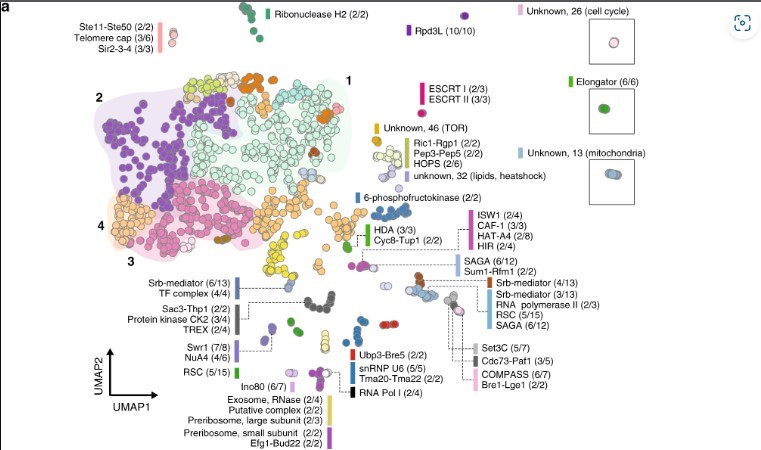 a
Ste11-Ste50 (2/2)
Telomere cap (3/6)
Sir2-3-4 (3/3)
Ribonuclease H2 (2/2)
Rpd3L (10/10)
Unknown, 26 (cell cycle)
ESCRT I (2/3)
ESCRT II (3/3)
Elongator (6/6)
Unknown, 46 (TOR)
Ric1-Rgp1 (2/2)
Pep3-Pep5 (2/2)
HOPS (2/6)
unknown, 32 (lipids, heatshock)
Unknown, 13 (mitochondria)
1
2
3
4
6-phosphofructokinase (2/2)
HDA (3/3)
Cyc8-Tup1 (2/2)
ISW1 (2/4)
CAF-1 (3/3)
HAT-A4 (2/8)
HIR (2/4)
SAGA (6/12)
Sum1-Rfm1 (2/2)
Srb-mediator (4/13)
Srb-mediator (3/13)
RNA polymerase II (2/3)
RSC (5/15)
SAGA (6/12)
Srb-mediator (6/13)
TF complex (4/4)
Sac3-Thp1 (2/2)
Protein kinase CK2 (3/4)
TREX (2/4)
Swr1 (7/8)
NuA4 (4/6)
RSC (5/15)
Ino80 (6/7)
Ubp3-Bre5 (2/2)
snRNP U6 (5/5)
Tma20-Tma22 (2/2)
RNA Pol I (2/4)
Set3C (5/7)
Cdc73-Paf1 (3/5)
COMPASS (6/7)
Bre1-Lge1 (2/2)
Exosome, RNase (2/4)
Putative complex (2/2)
Preribosome, large subunit (2/3)
Preribosome, small subunit (2/2)
Efg1-Bud22 (2/2)
UMAP2
UMAP1